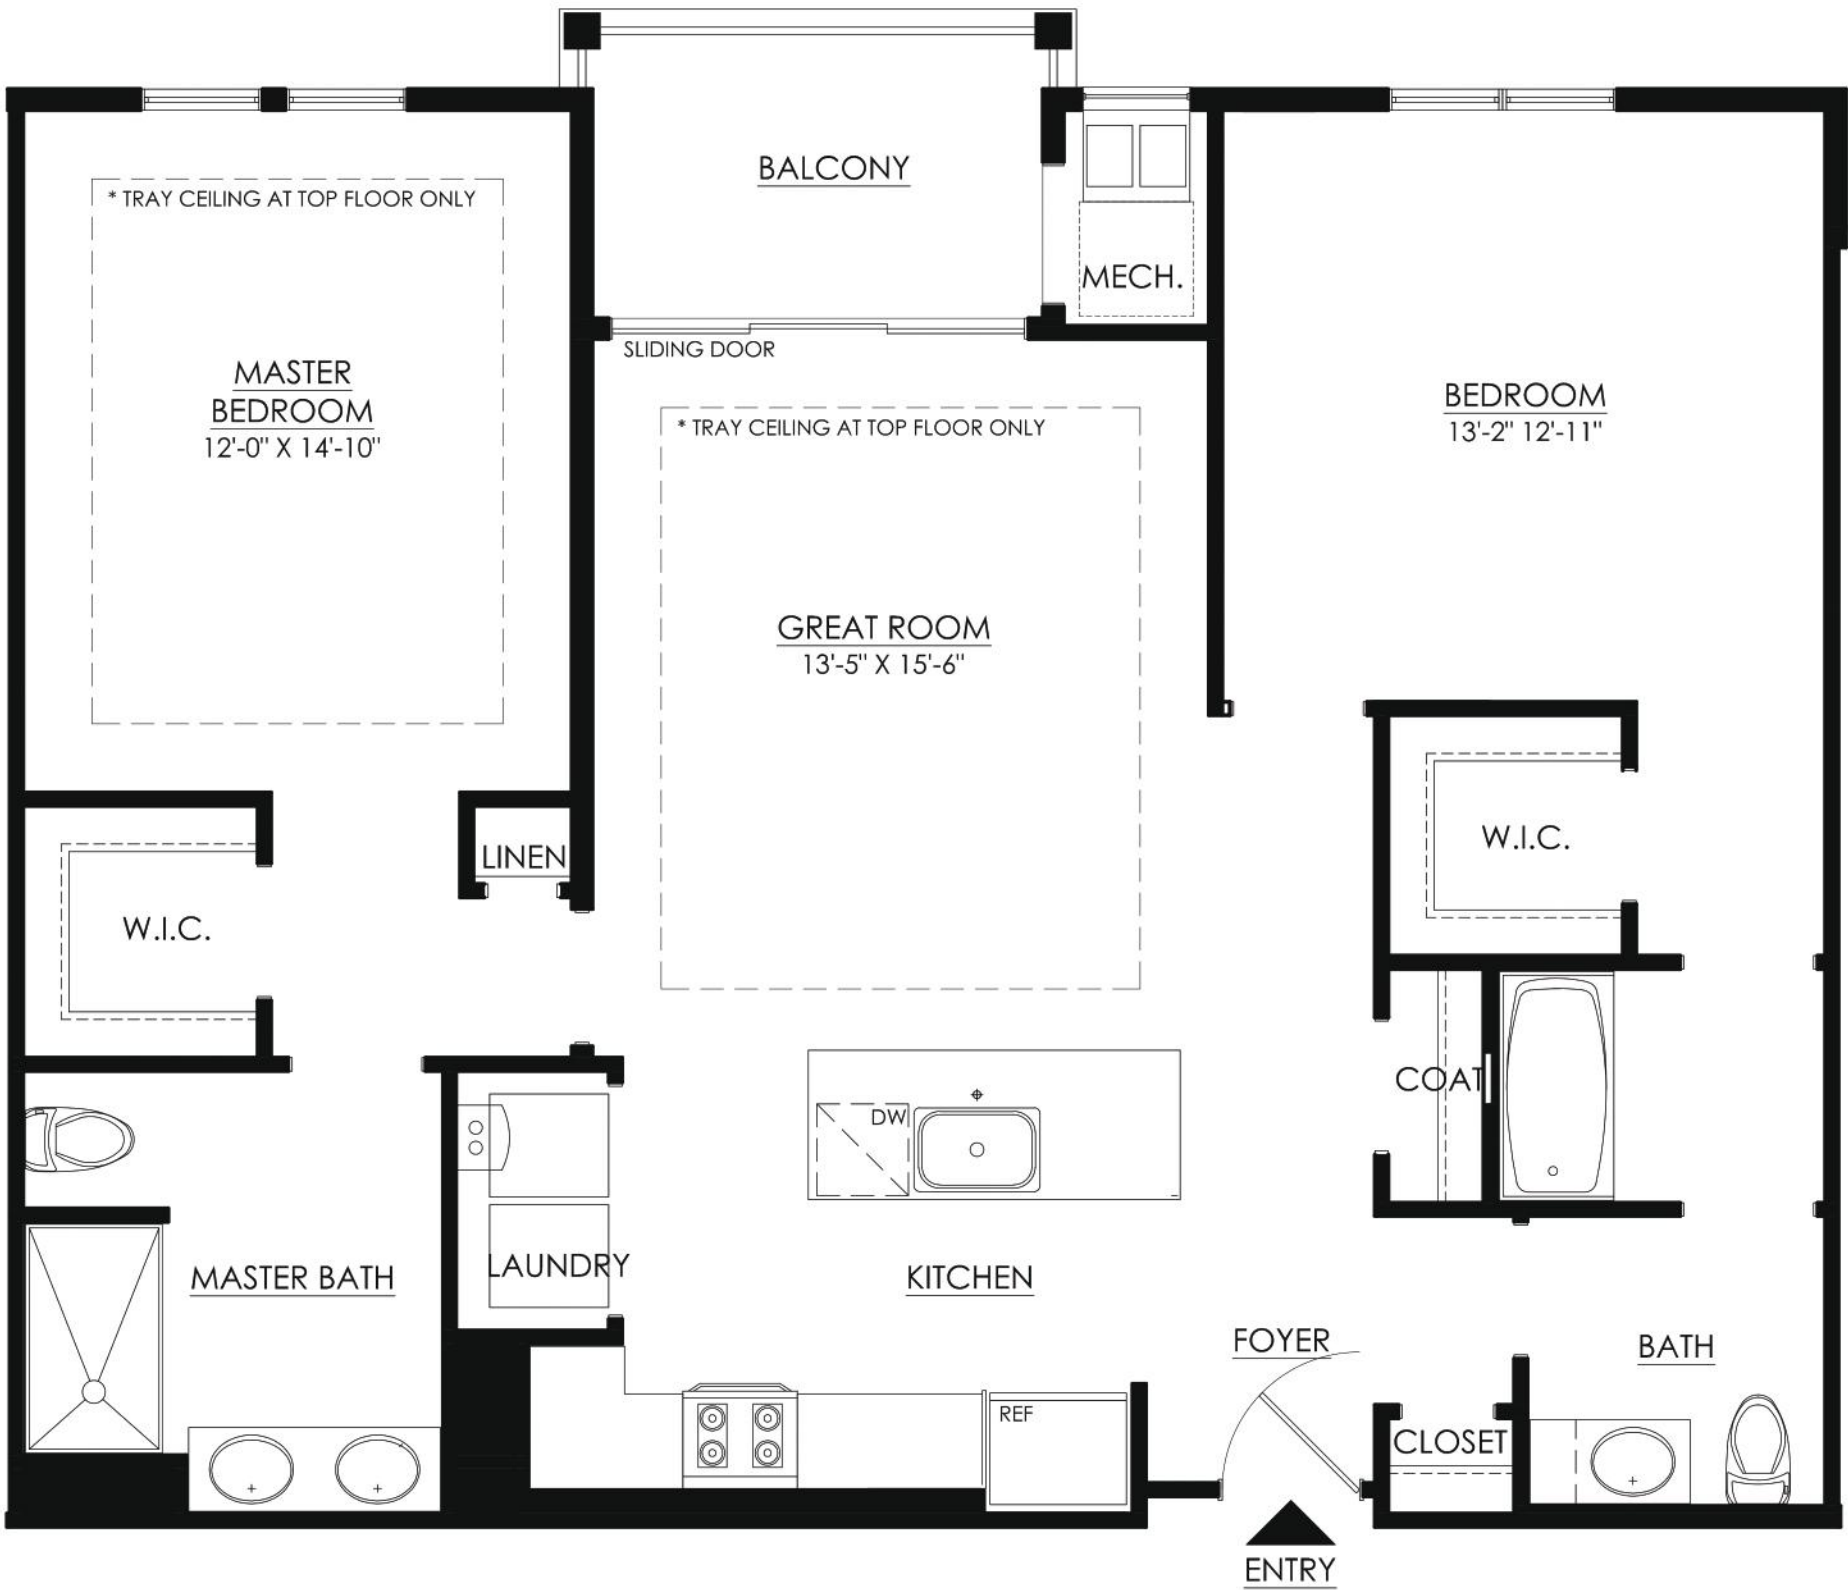 BALCONY
* TRAY CEILING AT TOP FLOOR ONLY
MECH.
SLIDING DOOR
MASTER
BEDROOM
12'-0" X 14'-10"
BEDROOM
13'-2" 12'-11"
* TRAY CEILING AT TOP FLOOR ONLY
GREAT ROOM
13'-5" X 15'-6"
LINEN
W.I.C.
W.I.C.
COAT
DW
LAUNDRY
MASTER BATH
KITCHEN
FOYER
BATH
REF
CLOSET
ENTRY